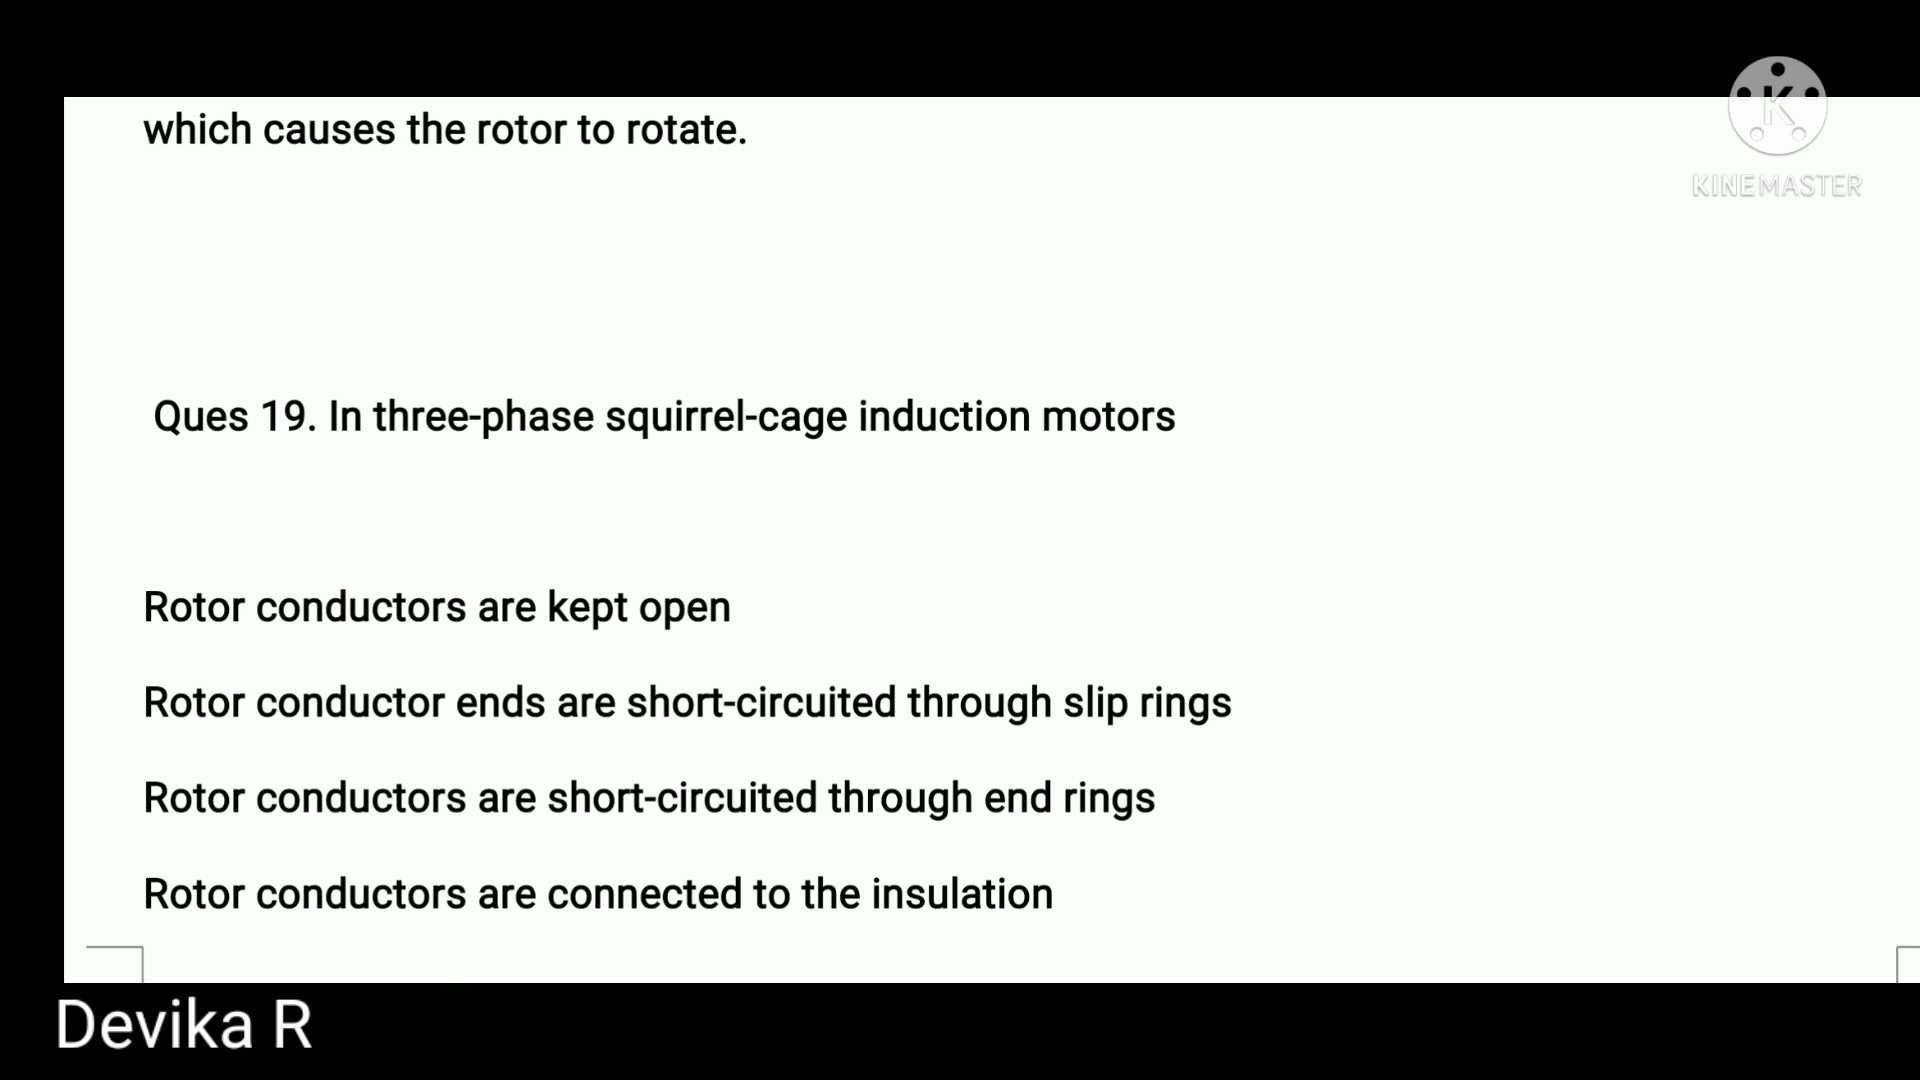 which causes the rotor to rotate.
K
KINEMASTER
Ques 19. In three-phase squirrel-cage induction motors
Rotor conductors are kept open
Rotor conductor ends are short-circuited through slip rings
Rotor conductors are short-circuited through end rings
Rotor conductors are connected to the insulation
Devika R